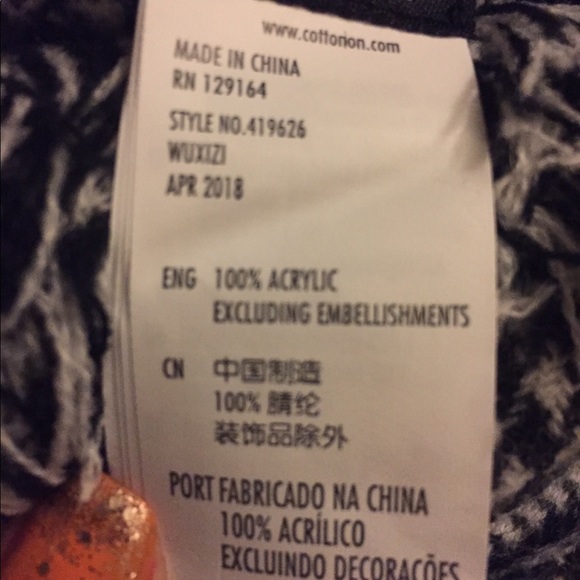 www.cottonon.com
MADE IN CHINA
RN 129164
STYLE NO.419626
WUXIZI
APR 2018
ENG 100% ACRYLIC
EXCLUDING EMBELLISHMENTS
CN 中国制造
100% 腈纶
装饰品除外
PORT FABRICADO NA CHINA
100% ACRÍLICO
EXCLUINDO DECORAÇÕES